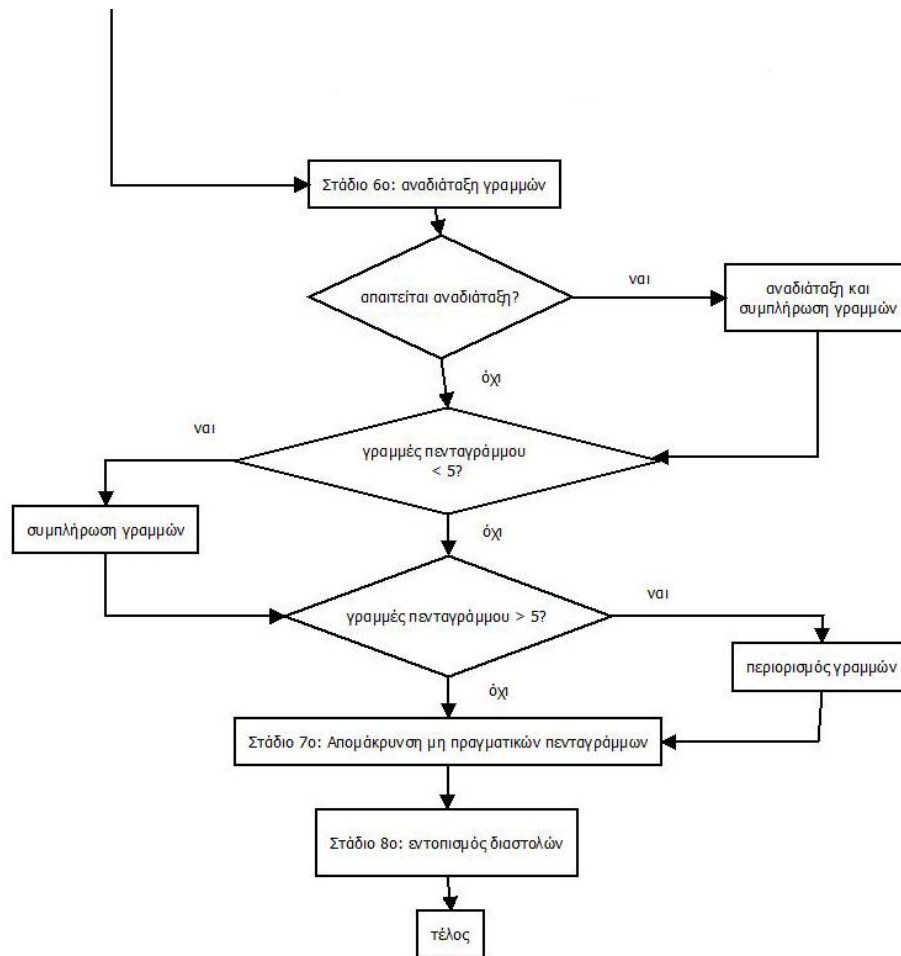 Στάδιο 6ο: αναδιάταξη γραμμών
απαιτείται αναδιάταξη?
ναι
αναδιάταξη και
συμπλήρωση γραμμών
όχι
ναι
γραμμές πενταγράμμου
< 5?
συμπλήρωση γραμμών
όχι
γραμμές πενταγράμμου > 5?
ναι
περιορισμός γραμμών
όχι
Στάδιο 7ο: Απομάκρυνση μη πραγματικών πενταγράμμων
Στάδιο 8ο: εντοπισμός διαστολών
τέλος